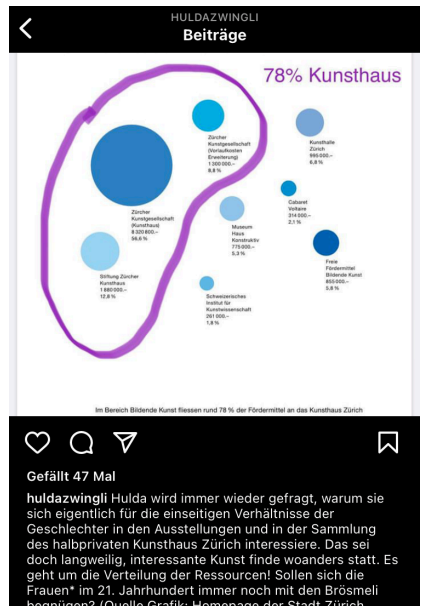 HULDAZWINGLI
Beiträge
78% Kunsthaus
Zürcher
Kunstgesellschaft
(Vorlaufkosten
Erweiterung)
1 300 000.–
8,8 %
Kunsthalle
Zürich
995 000.–
6,8 %
Zürcher
Kunstgesellschaft
(Kunsthaus)
8 320 800.–
56,6 %
Cabaret
Voltaire
314 000.–
2,1 %
Museum
Haus
Konstruktiv
775 000.–
5,3 %
Freie
Fördermittel
Bildende Kunst
855 000.–
5,8 %
Stiftung Zürcher
Kunsthaus
1 880 000.–
12,8 %
Schweizerisches
Institut für
Kunstwissenschaft
261 000.–
1,8 %
Im Bereich Bildende Kunst fliessen rund 78 % der Fördermittel an das Kunsthaus Zürich
Gefällt 47 Mal
huldazwingli Hulda wird immer wieder gefragt, warum sie
sich eigentlich für die einseitigen Verhältnisse der
Geschlechter in den Ausstellungen und in der Sammlung
des halbprivaten Kunsthaus Zürich interessiere. Das sei
doch langweilig, interessante Kunst finde woanders statt. Es
geht um die Verteilung der Ressourcen! Sollen sich die
Frauen* im 21. Jahrhundert immer noch mit den Brösmeli
begnügen? (Quelle Grafik: Homepage der Stadt Zürich